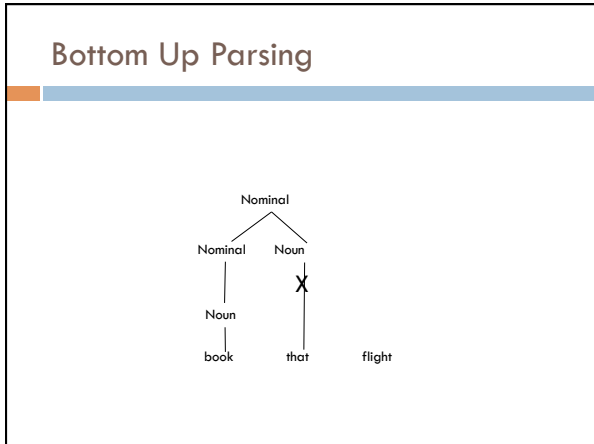 Bottom Up Parsing
Nominal
Nominal Noun
X
Noun
book that flight